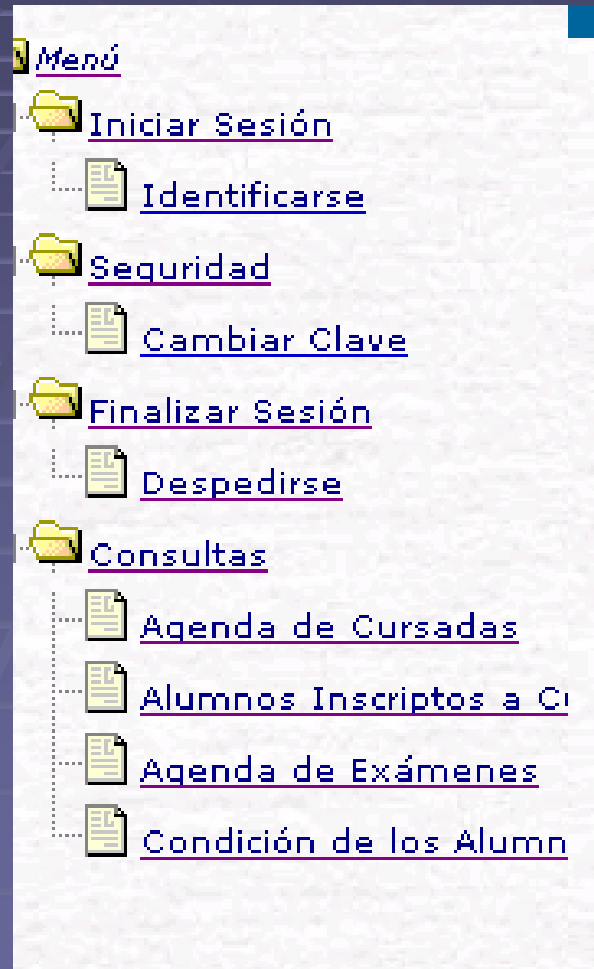 Menú
Iniciar Sesión
Identificarse
Seguridad
Cambiar Clave
Finalizar Sesión
Despedirse
Consultas
Agenda de Cursadas
Alumnos Inscriptos a
Agenda de Exámenes
Condición de los Alumn